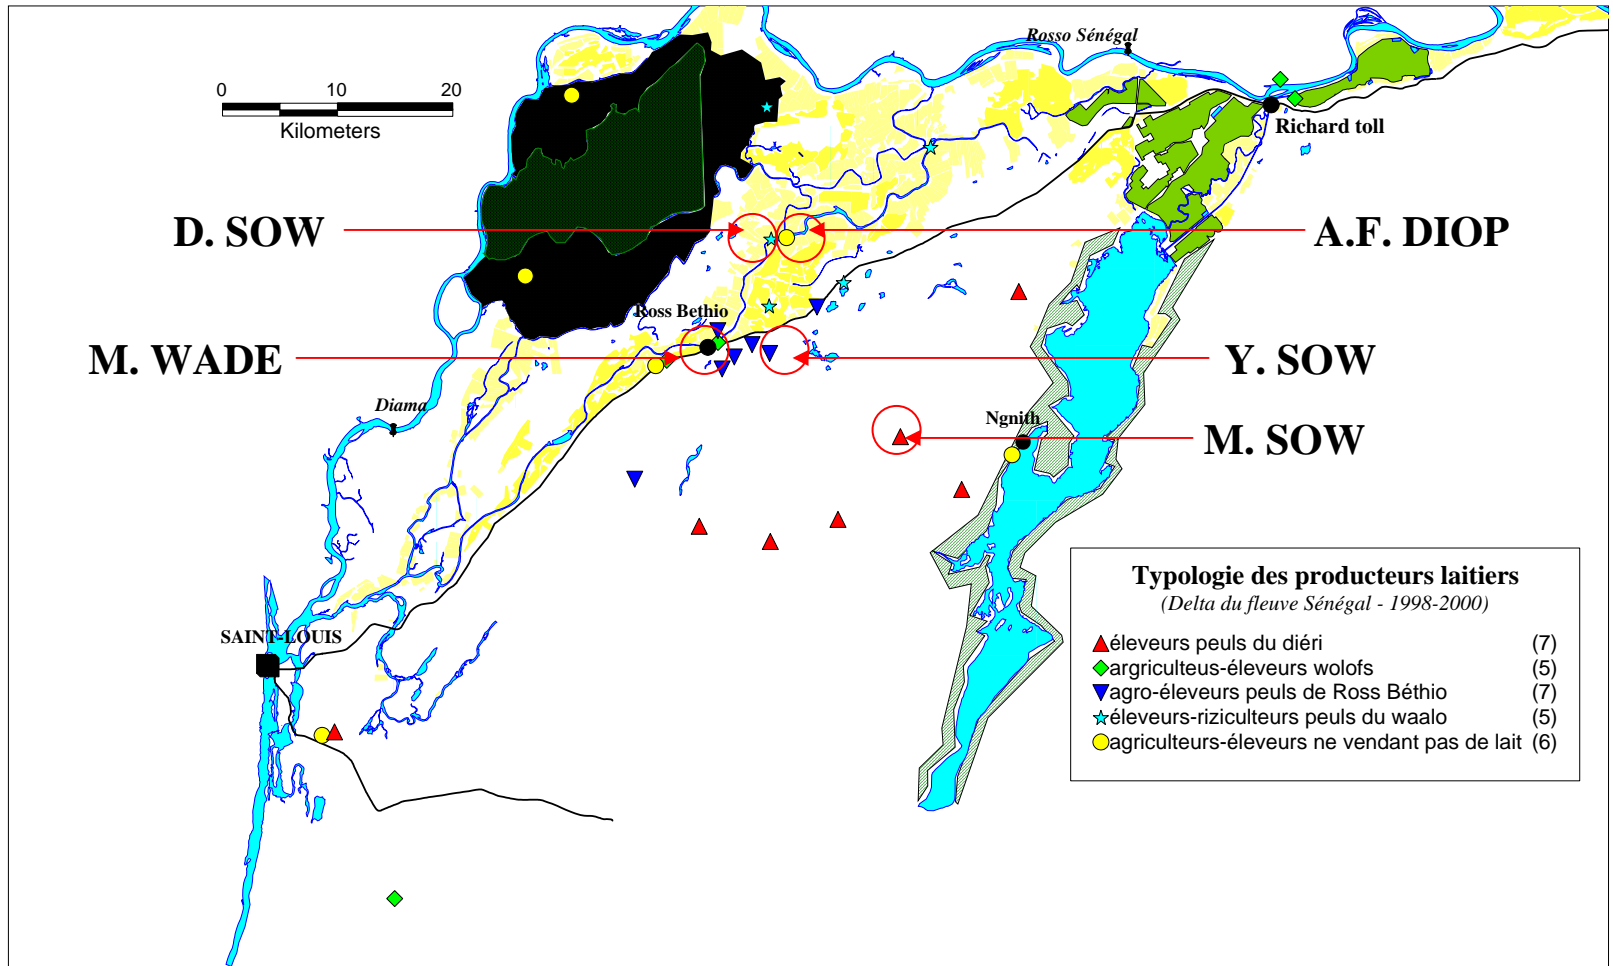 Rosso Sénégal
0 10 20
Kilometers
Richard toll
D. SOW
A.F. DIOP
Ross Bethio
M. WADE
Y. SOW
Diama
Ngnith
M. SOW
SAINT-LOUIS
Typologie des producteurs laitiers
(Delta du fleuve Sénégal - 1998-2000)
éleveurs peuls du diéri (7)
argriculteus-éleveurs wolofs (5)
agro-éleveurs peuls de Ross Béthio (7)
éleveurs-riziculteurs peuls du waalo (5)
agriculteurs-éleveurs ne vendant pas de lait (6)